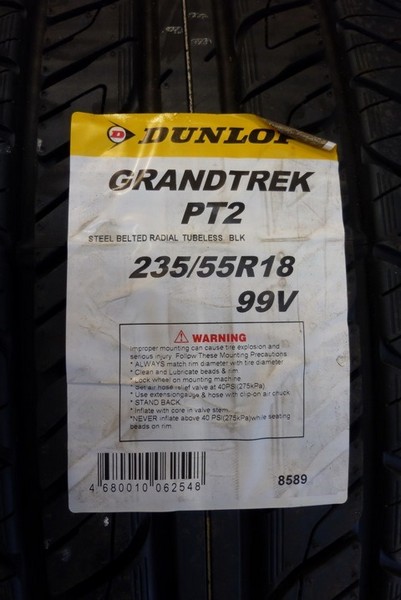 DUNLOP
GRANDTREK
PT2
STEEL BELTED RADIAL TUBELESS BLK
235/55R18
99V
WARNING
Improper mounting can cause tire explosion and
serious injury. Follow These Mounting Precautions
* ALWAYS match rim diameter with tire diameter
* Clean and Lubricate beads & rim
* Lock wheel on mounting machine
* Set air hose relief valve at 40PSI(275kPa)
* Use extensiongauge & hose with clip-on air chuck
* STAND BACK
* Inflate with core in valve stem
*NEVER inflate above 40 PSI(275kPa)while seating
beads on rim.
4 680010 062548
8589